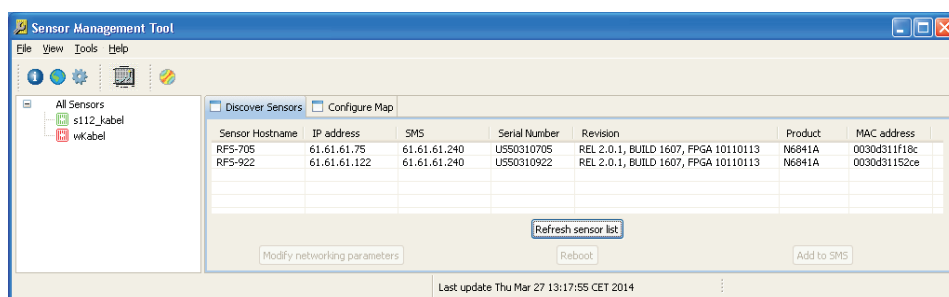 Sensor Management Tool
File View Tools Help
All Sensors
s112_kabel
wKabel
Discover Sensors Configure Map
Sensor Hostname IP address SMS Serial Number Revision Product MAC address
RFS-705 61.61.61.75 61.61.61.240 US50310705 REL 2.0.1, BUILD 1607, FPGA 10110113 N6841A 0030d311f18c
RFS-922 61.61.61.122 61.61.61.240 US50310922 REL 2.0.1, BUILD 1607, FPGA 10110113 N6841A 0030d31152ce
Refresh sensor list
Modify networking parameters Reboot Add to SMS
Last update Thu Mar 27 13:17:55 CET 2014